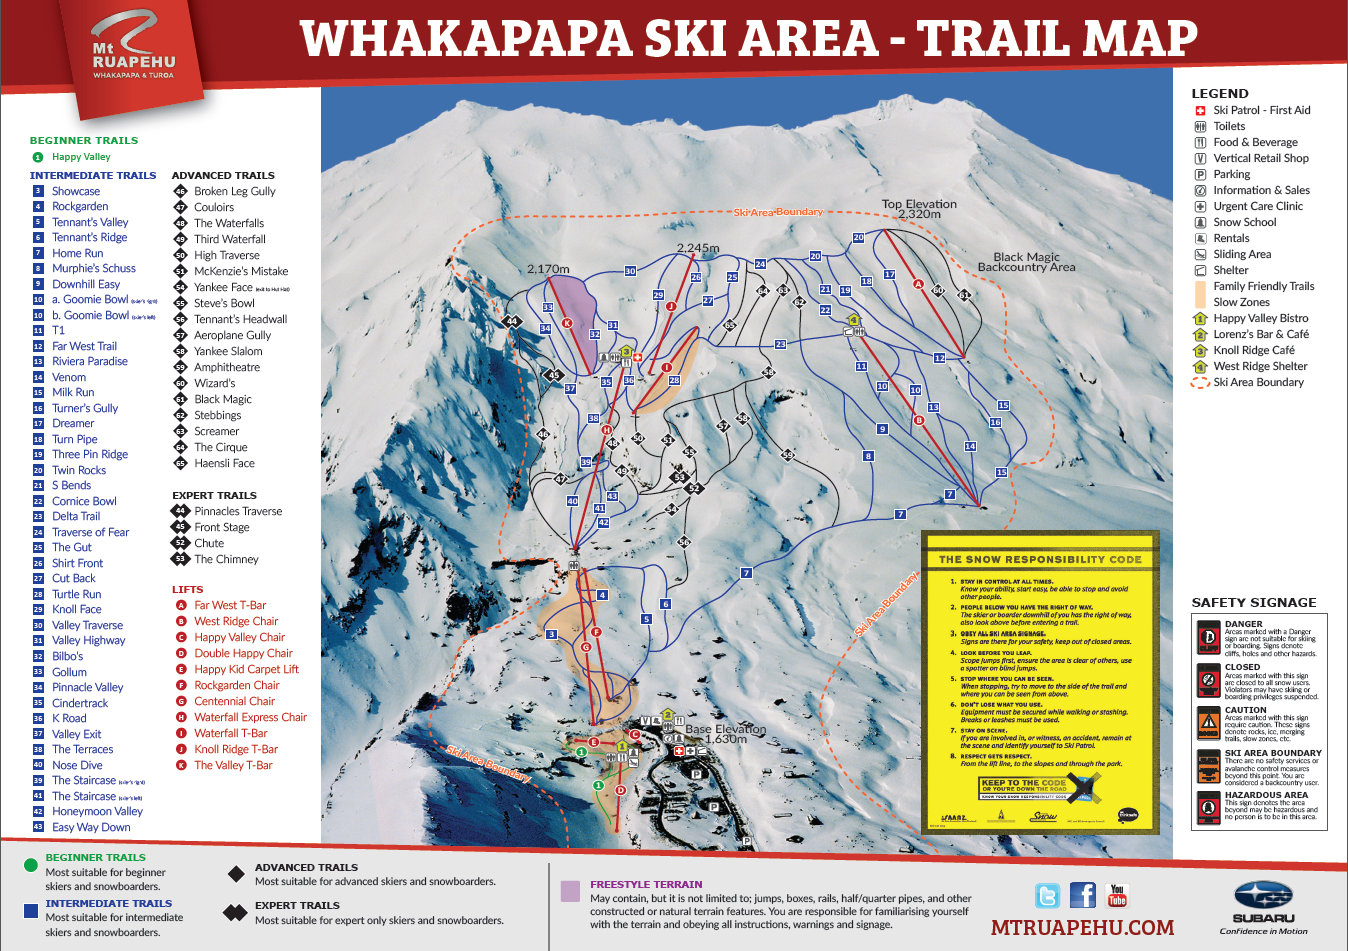 Mt
RUAPEHU
WHAKAPAPA & TUROA
WHAKAPAPA SKI AREA - TRAIL MAP
BEGINNER TRAILS
1 Happy Valley
INTERMEDIATE TRAILS
3 Showcase
4 Rockgarden
5 Tennant's Valley
6 Tennant's Ridge
7 Home Run
8 Murphie's Schuss
9 Downhill Easy
10 a. Goomie Bowl (skier's right)
10 b. Goomie Bowl (skier's left)
11 T1
12 Far West Trail
13 Riviera Paradise
14 Venom
15 Milk Run
16 Turner's Gully
17 Dreamer
18 Turn Pipe
19 Three Pin Ridge
20 Twin Rocks
21 S Bends
22 Cornice Bowl
23 Delta Trail
24 Traverse of Fear
25 The Gut
26 Shirt Front
27 Cut Back
28 Turtle Run
29 Knoll Face
30 Valley Traverse
31 Valley Highway
32 Bilbo's
33 Gollum
34 Pinnacle Valley
35 Cindertrack
36 K Road
37 Valley Exit
38 The Terraces
40 Nose Dive
39 The Staircase (skier's right)
41 The Staircase (skier's left)
42 Honeymoon Valley
43 Easy Way Down
ADVANCED TRAILS
46 Broken Leg Gully
47 Couloirs
48 The Waterfalls
49 Third Waterfall
50 High Traverse
51 McKenzie's Mistake
54 Yankee Face (exit to Hut Flat)
55 Steve's Bowl
56 Tennant's Headwall
57 Aeroplane Gully
58 Yankee Slalom
59 Amphitheatre
60 Wizard's
61 Black Magic
62 Stebbings
63 Screamer
64 The Cirque
65 Haensli Face
EXPERT TRAILS
44 Pinnacles Traverse
45 Front Stage
52 Chute
53 The Chimney
LIFTS
A Far West T-Bar
B West Ridge Chair
C Happy Valley Chair
D Double Happy Chair
E Happy Kid Carpet Lift
F Rockgarden Chair
G Centennial Chair
H Waterfall Express Chair
I Waterfall T-Bar
J Knoll Ridge T-Bar
K The Valley T-Bar
Ski Area Boundary
Top Elevation
2,320m
2,245m
2,170m
Black Magic
Backcountry Area
Ski Area Boundary
Ski Area Boundary
Base Elevation
1,630m
THE SNOW RESPONSIBILITY CODE
1. STAY IN CONTROL AT ALL TIMES.
Know your ability, start easy, be able to stop and avoid
other people.
2. PEOPLE BELOW YOU HAVE THE RIGHT OF WAY.
The skier or boarder downhill of you has the right of way,
also look above before entering a trail.
3. OBEY ALL SKI AREA SIGNAGE.
Signs are there for your safety, keep out of closed areas.
4. LOOK BEFORE YOU LEAP.
Scope jumps first, ensure the area is clear of others, use
a spotter on blind jumps.
5. STOP WHERE YOU CAN BE SEEN.
When stopping, try to move to the side of the trail and
where you can be seen from above.
6. DON'T LOSE WHAT YOU USE.
Equipment must be secured while walking or stashing.
Breaks or leashes must be used.
7. STAY ON SCENE.
If you are involved in, or witness, an accident, remain at
the scene and identify yourself to Ski Patrol.
8. RESPECT GETS RESPECT.
From the lift line, to the slopes and through the park.
KEEP TO THE CODE
OR YOU'RE DOWN THE ROAD
KNOW YOUR SNOW RESPONSIBILITY CODE
LEGEND
Ski Patrol - First Aid
Toilets
Food & Beverage
Vertical Retail Shop
Parking
Information & Sales
Urgent Care Clinic
Snow School
Rentals
Sliding Area
Shelter
Family Friendly Trails
Slow Zones
1 Happy Valley Bistro
2 Lorenz's Bar & Café
3 Knoll Ridge Café
4 West Ridge Shelter
Ski Area Boundary
SAFETY SIGNAGE
DANGER
Areas marked with a Danger
sign are not suitable for skiing
or boarding. Signs denote
cliffs, holes and other hazards.
CLOSED
Areas marked with this sign
are closed to all snow users.
Violators may have skiing or
boarding privileges suspended.
CAUTION
Areas marked with this sign
require caution. These signs
denote rocks, ice, merging
trails, slow zones, etc.
SKI AREA BOUNDARY
There are no safety services or
avalanche control measures
beyond this point. You are
considered a backcountry user.
HAZARDOUS AREA
This sign denotes the area
beyond may be hazardous and
no person is to be in this area.
BEGINNER TRAILS
Most suitable for beginner
skiers and snowboarders.
INTERMEDIATE TRAILS
Most suitable for intermediate
skiers and snowboarders.
ADVANCED TRAILS
Most suitable for advanced skiers and snowboarders.
EXPERT TRAILS
Most suitable for expert only skiers and snowboarders.
FREESTYLE TERRAIN
May contain, but it is not limited to; jumps, boxes, rails, half/quarter pipes, and other
constructed or natural terrain features. You are responsible for familiarising yourself
with the terrain and obeying all instructions, warnings and signage.
You
Tube
MTRUAPEHU.COM
SUBARU
Confidence in Motion